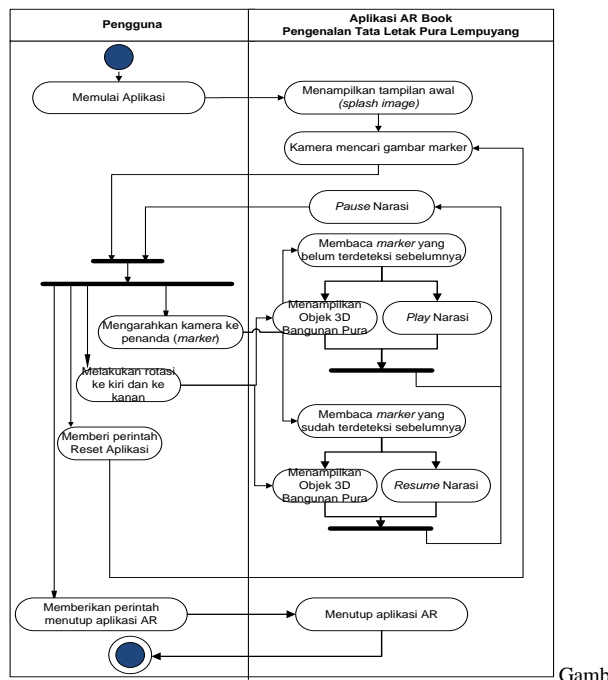 Pengguna
Aplikasi AR Book
Pengenalan Tata Letak Pura Lempuyang
Memulai Aplikasi
Menampilkan tampilan awal
(splash image)
Kamera mencari gambar marker
Pause Narasi
Membaca marker yang
belum terdeteksi sebelumnya
Menampilkan
Objek 3D
Bangunan Pura
Play Narasi
Mengarahkan kamera ke
penanda (marker)
Melakukan rotasi
ke kiri dan ke
kanan
Membaca marker yang
sudah terdeteksi sebelumnya
Memberi perintah
Reset Aplikasi
Menampilkan
Objek 3D
Bangunan Pura
Resume Narasi
Memberikan perintah
menutup aplikasi AR
Menutup aplikasi AR
Gamb